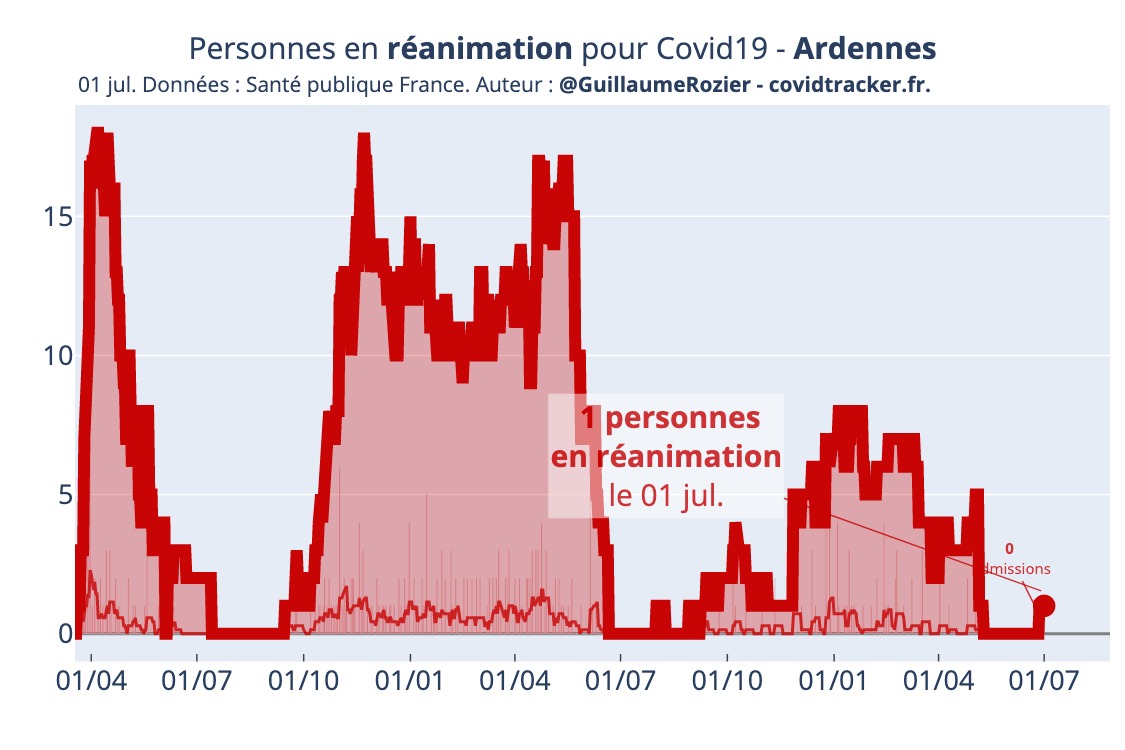 Personnes en réanimation pour Covid19 - Ardennes
01 jul. Données : Santé publique France. Auteur : @GuillaumeRozier - covidtracker.fr.
15
10
5
0
1 personnes
en réanimation
le 01 jul.
0
dmissions
01/04 01/07 01/10 01/01 01/04 01/07 01/10 01/01 01/04 01/07